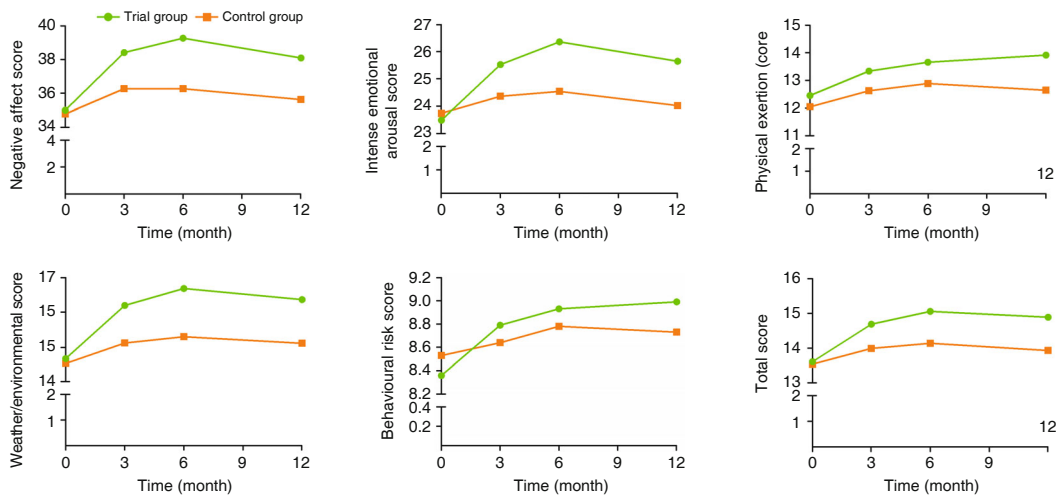 Trial group
Control group
Negative affect score
40
38
36
34
4
2
0 3 6 9 12
Time (month)
Intense emotional
arousal score
27
26
25
24
23
2
1
0 3 6 9 12
Time (month)
Physical exertion (core
15
14
13
12
11
2
1
12
0 3 6 9
Time (month)
Weather/environmental score
17
15
15
14
2
1
0 3 6 9 12
Time (month)
Behavioural risk score
9.2
9.0
8.8
8.6
8.4
8.2
0.4
0.2
0 3 6 9 12
Time (month)
Total score
16
15
14
13
2
1
12
0 3 6 9
Time (month)